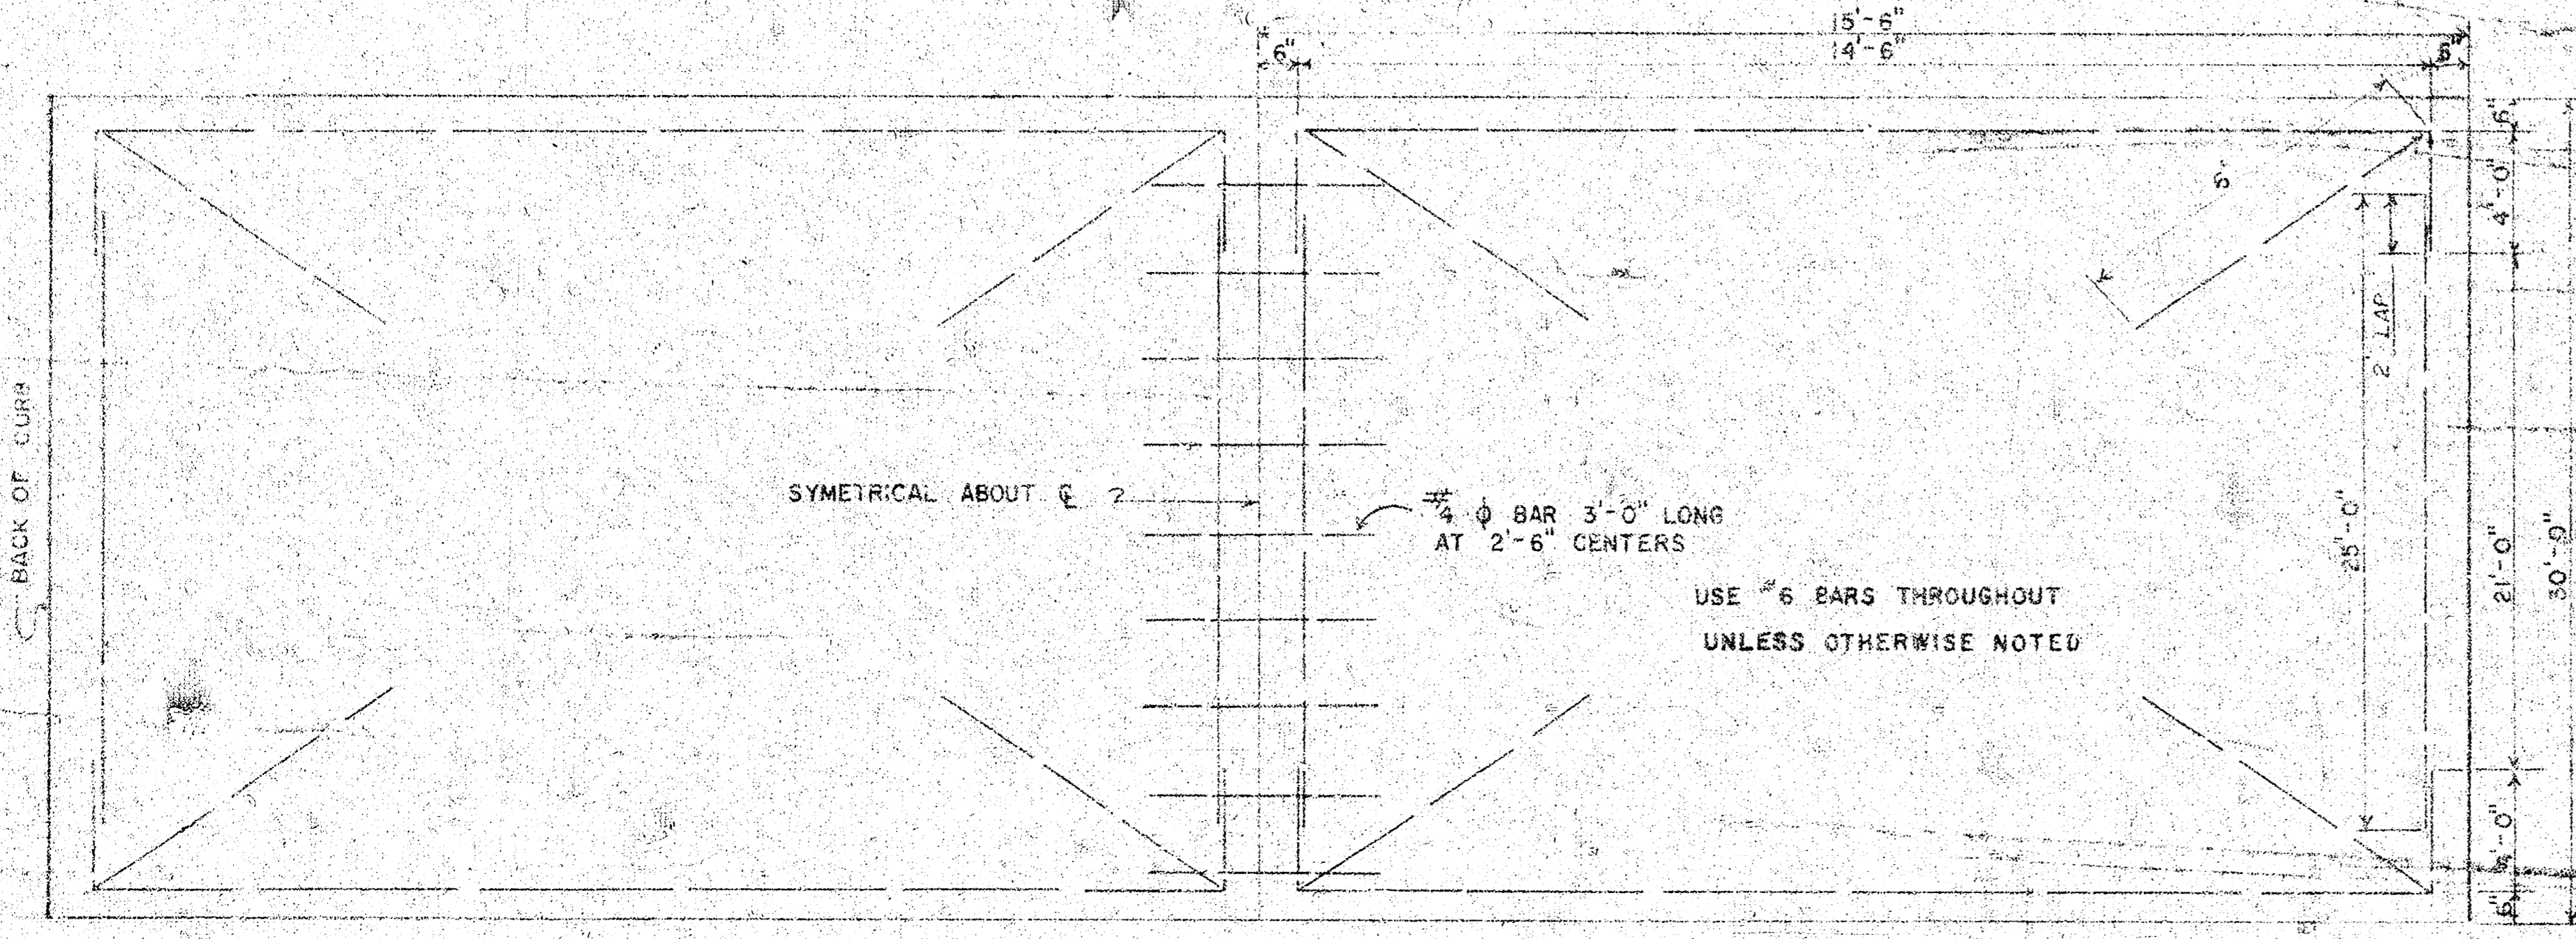 15'-6"
14'-6"
6"
6"
6"
4'-0"
5'
2' LAP
BACK OF CURB
SYMETRICAL ABOUT ℄
#4 ϕ BAR 3'-0" LONG
AT 2'-6" CENTERS
USE #6 BARS THROUGHOUT
UNLESS OTHERWISE NOTED
25'-0"
21'-0"
30'-0"
4'-0"
6"